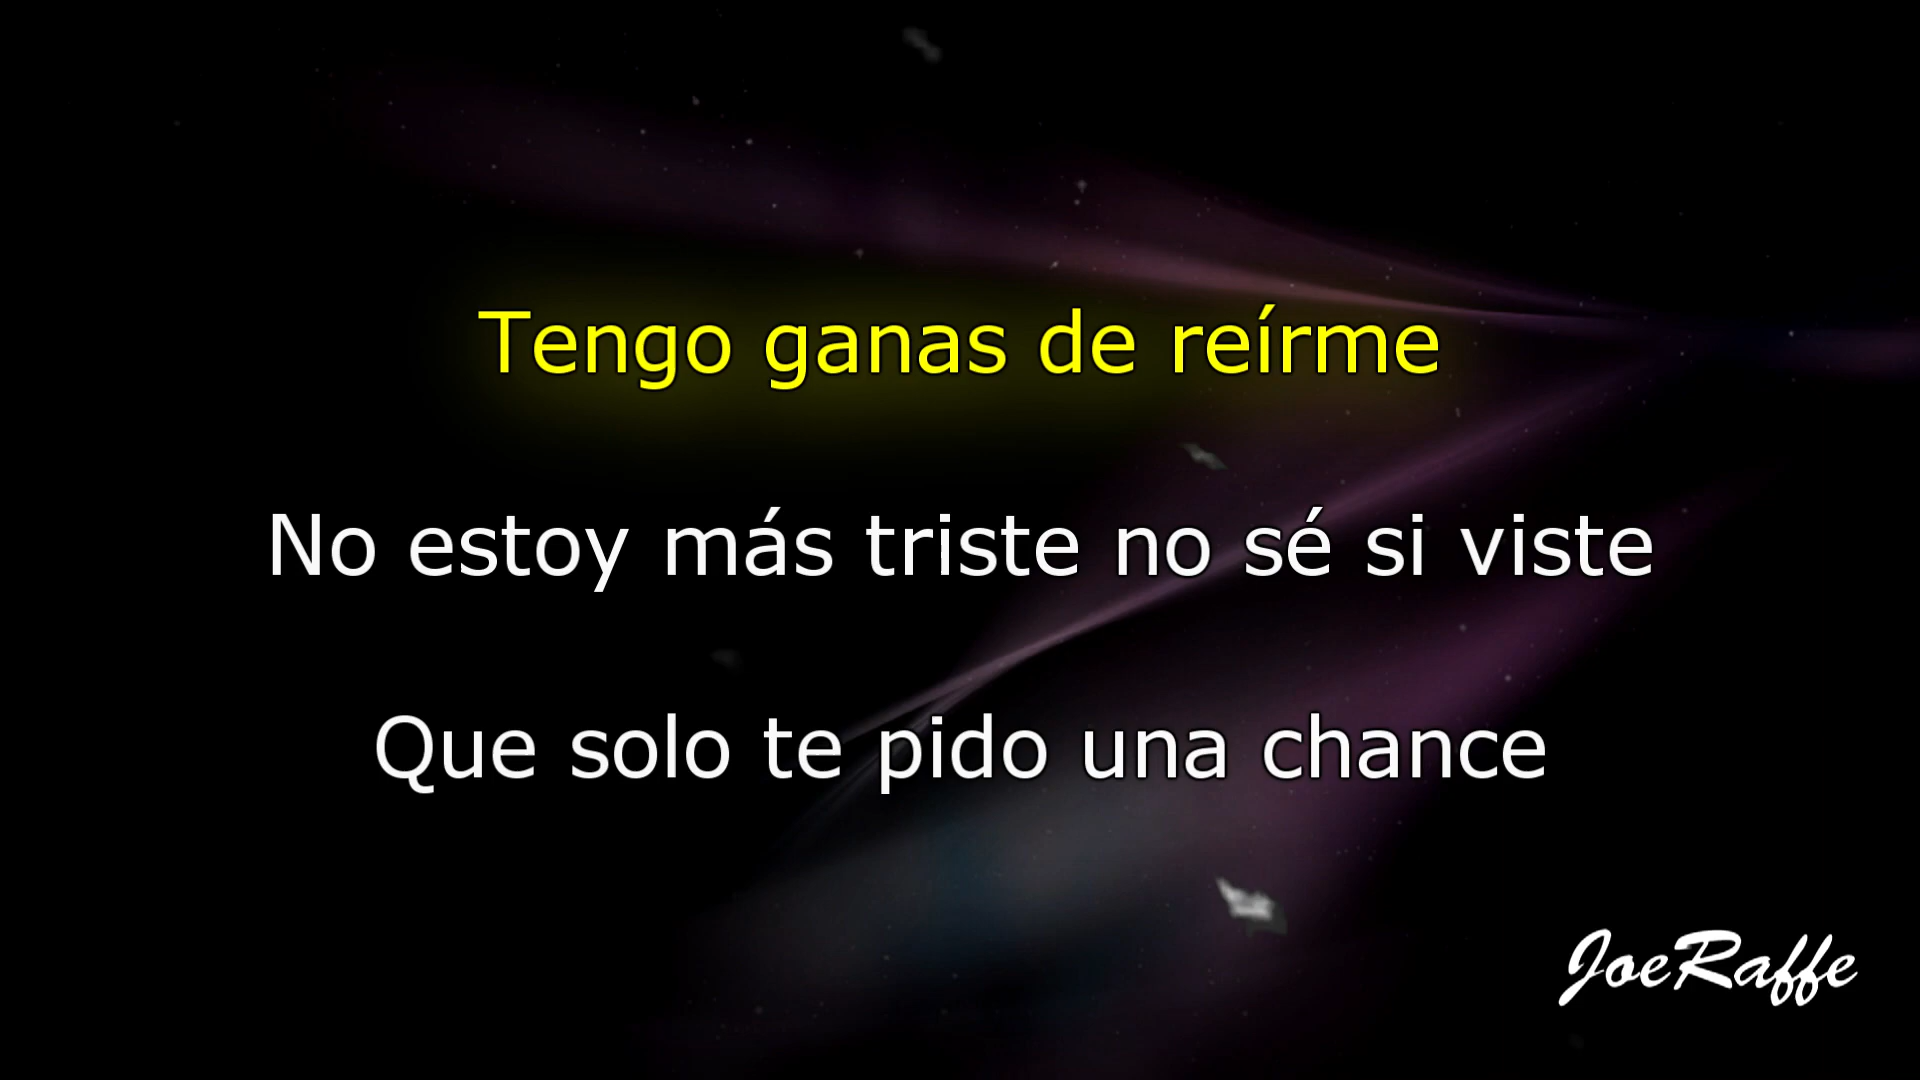 Tengo ganas de reírme
No estoy más triste no sé si viste
Que solo te pido una chance
JoeRaffe